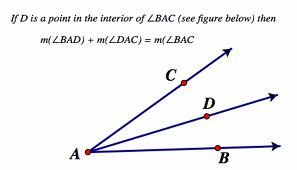 If D is a point in the interior of ∠BAC (see figure below) then
m(∠BAD) + m(∠DAC) = m(∠BAC
C
D
A
B